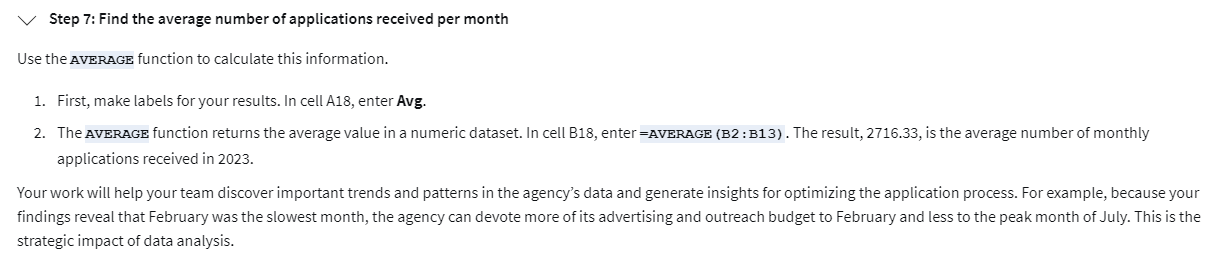 Step 7: Find the average number of applications received per month
Use the AVERAGE function to calculate this information.
1. First, make labels for your results. In cell A18, enter Avg.
2. The AVERAGE function returns the average value in a numeric dataset. In cell B18, enter =AVERAGE(B2:B13). The result, 2716.33, is the average number of monthly
applications received in 2023.
Your work will help your team discover important trends and patterns in the agency’s data and generate insights for optimizing the application process. For example, because your
findings reveal that February was the slowest month, the agency can devote more of its advertising and outreach budget to February and less to the peak month of July. This is the
strategic impact of data analysis.